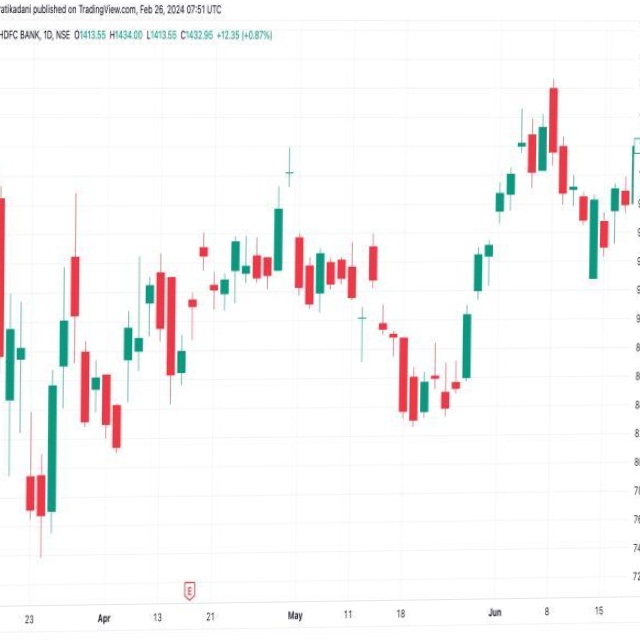 ratikadani published on TradingView.com, Feb 26, 2024 07:51 UTC
HDFC BANK, 1D, NSE O1413.55 H1434.00 L1413.55 C1432.95 +12.35 (+0.87%)
E
23 Apr 13 21 May 11 18 Jun 8 15